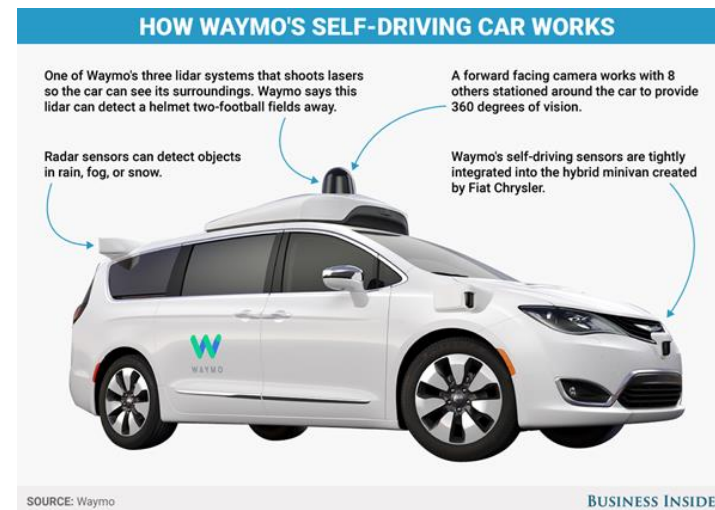 HOW WAYMO'S SELF-DRIVING CAR WORKS
One of Waymo's three lidar systems that shoots lasers
so the car can see its surroundings. Waymo says this
lidar can detect a helmet two-football fields away.
A forward facing camera works with 8
others stationed around the car to provide
360 degrees of vision.
Radar sensors can detect objects
in rain, fog, or snow.
Waymo's self-driving sensors are tightly
integrated into the hybrid minivan created
by Fiat Chrysler.
WAYMO
SOURCE: Waymo
BUSINESS INSIDE